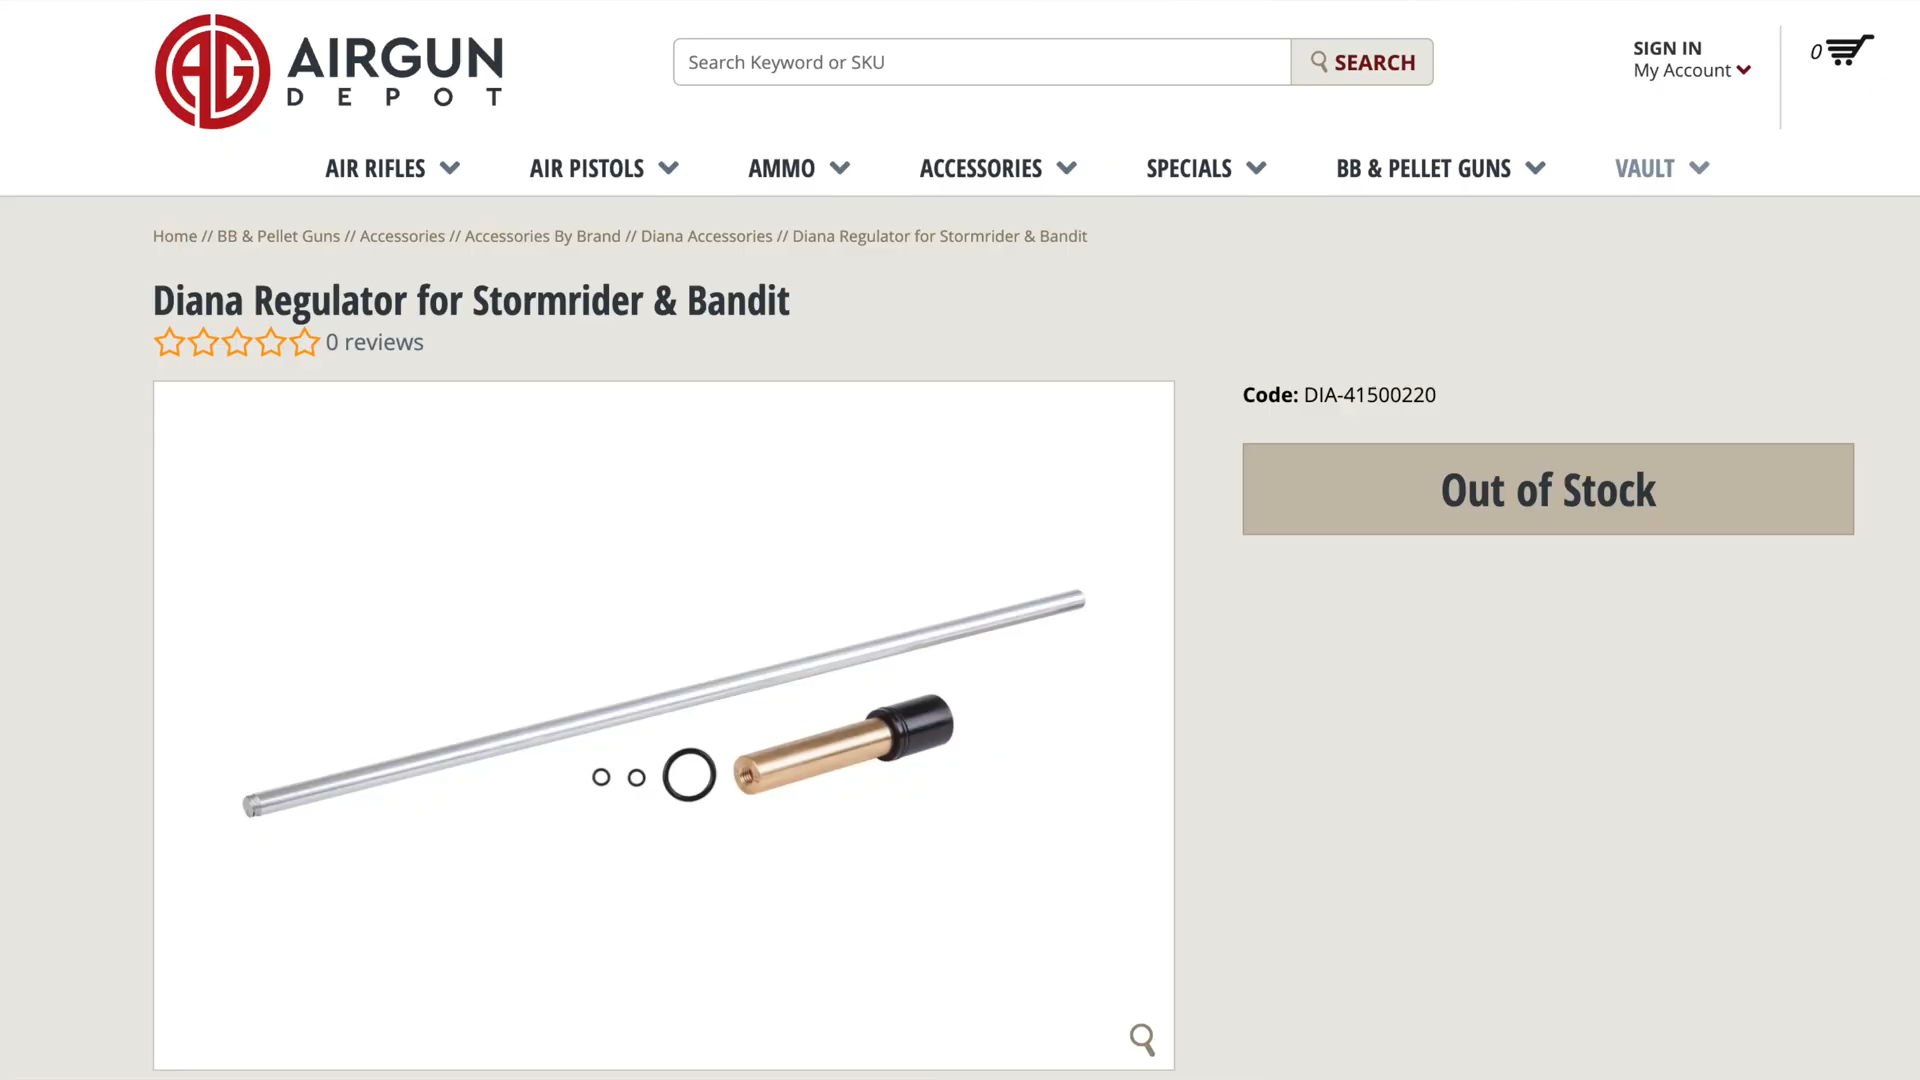 AG AIRGUN
DEPOT
Search Keyword or SKU
SEARCH
SIGN IN
My Account
0
AIR RIFLES
AIR PISTOLS
AMMO
ACCESSORIES
SPECIALS
BB & PELLET GUNS
VAULT
Home // BB & Pellet Guns // Accessories // Accessories By Brand // Diana Accessories // Diana Regulator for Stormrider & Bandit
Diana Regulator for Stormrider & Bandit
0 reviews
Code: DIA-41500220
Out of Stock